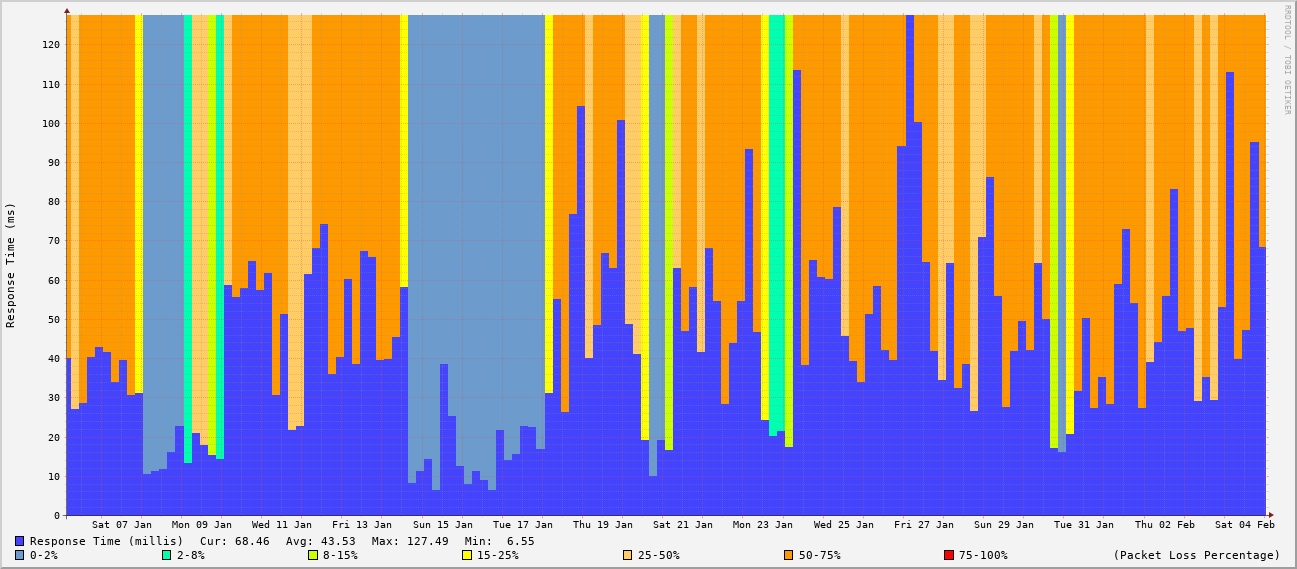 RRDTOOL / TOBI OETIKER
Response Time (ms)
120
110
100
90
80
70
60
50
40
30
20
10
0
Sat 07 Jan Mon 09 Jan Wed 11 Jan Fri 13 Jan Sun 15 Jan Tue 17 Jan Thu 19 Jan Sat 21 Jan Mon 23 Jan Wed 25 Jan Fri 27 Jan Sun 29 Jan Tue 31 Jan Thu 02 Feb Sat 04 Feb
Response Time (millis) Cur: 68.46 Avg: 43.53 Max: 127.49 Min: 6.55
0-2% 2-8% 8-15% 15-25% 25-50% 50-75% 75-100% (Packet Loss Percentage)